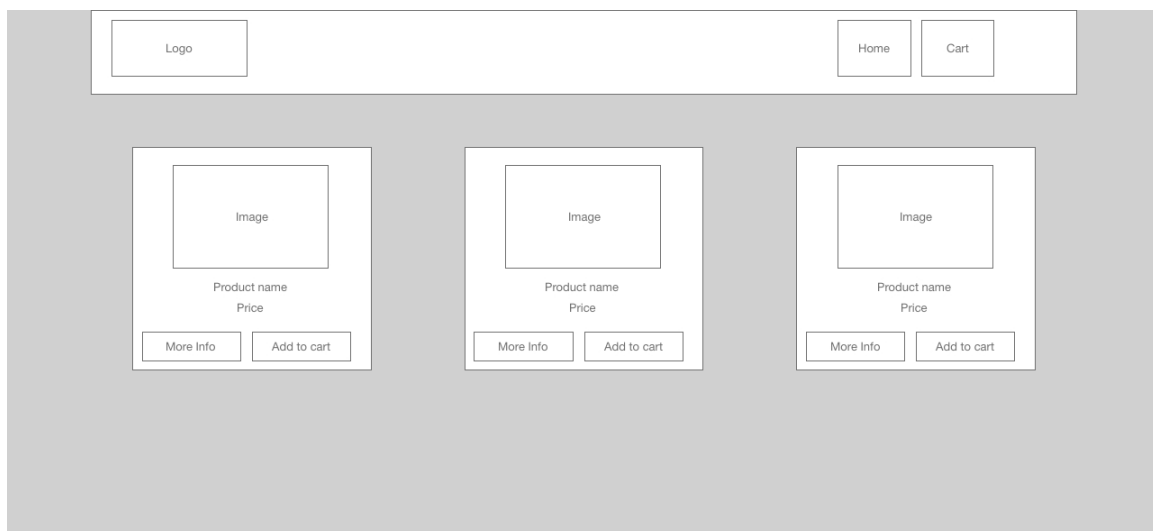 Logo
Home
Cart
Image
Image
Image
Product name
Product name
Product name
Price
Price
Price
More Info
Add to cart
More Info
Add to cart
More Info
Add to cart